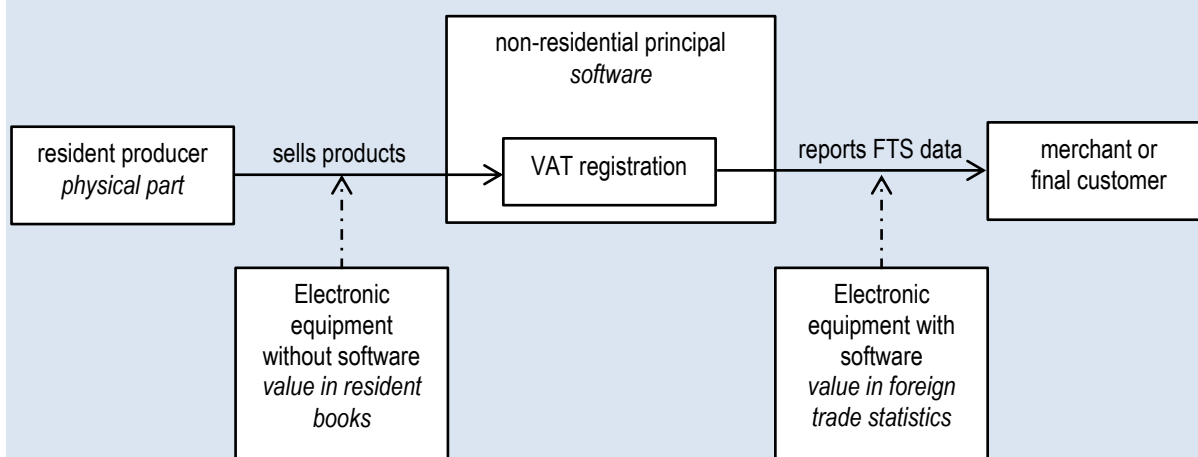 non-residential principal
software
resident producer
physical part
sells products
VAT registration
reports FTS data
merchant or
final customer
Electronic
equipment
without software
value in resident
books
Electronic
equipment with
software
value in foreign
trade statistics